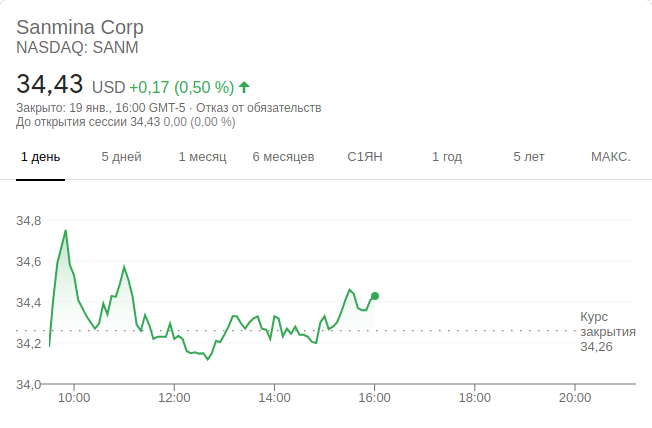 Sanmina Corp
NASDAQ: SANM
34,43 USD +0,17 (0,50 %)
Закрыто: 19 янв., 16:00 GMT-5 · Отказ от обязательств
До открытия сессии 34,43 0,00 (0,00 %)
1 день 5 дней 1 месяц 6 месяцев С1ЯН 1 год 5 лет МАКС.
34,8
34,6
34,4
Курс
закрытия
34,26
34,2
34,0
10:00 12:00 14:00 16:00 18:00 20:00